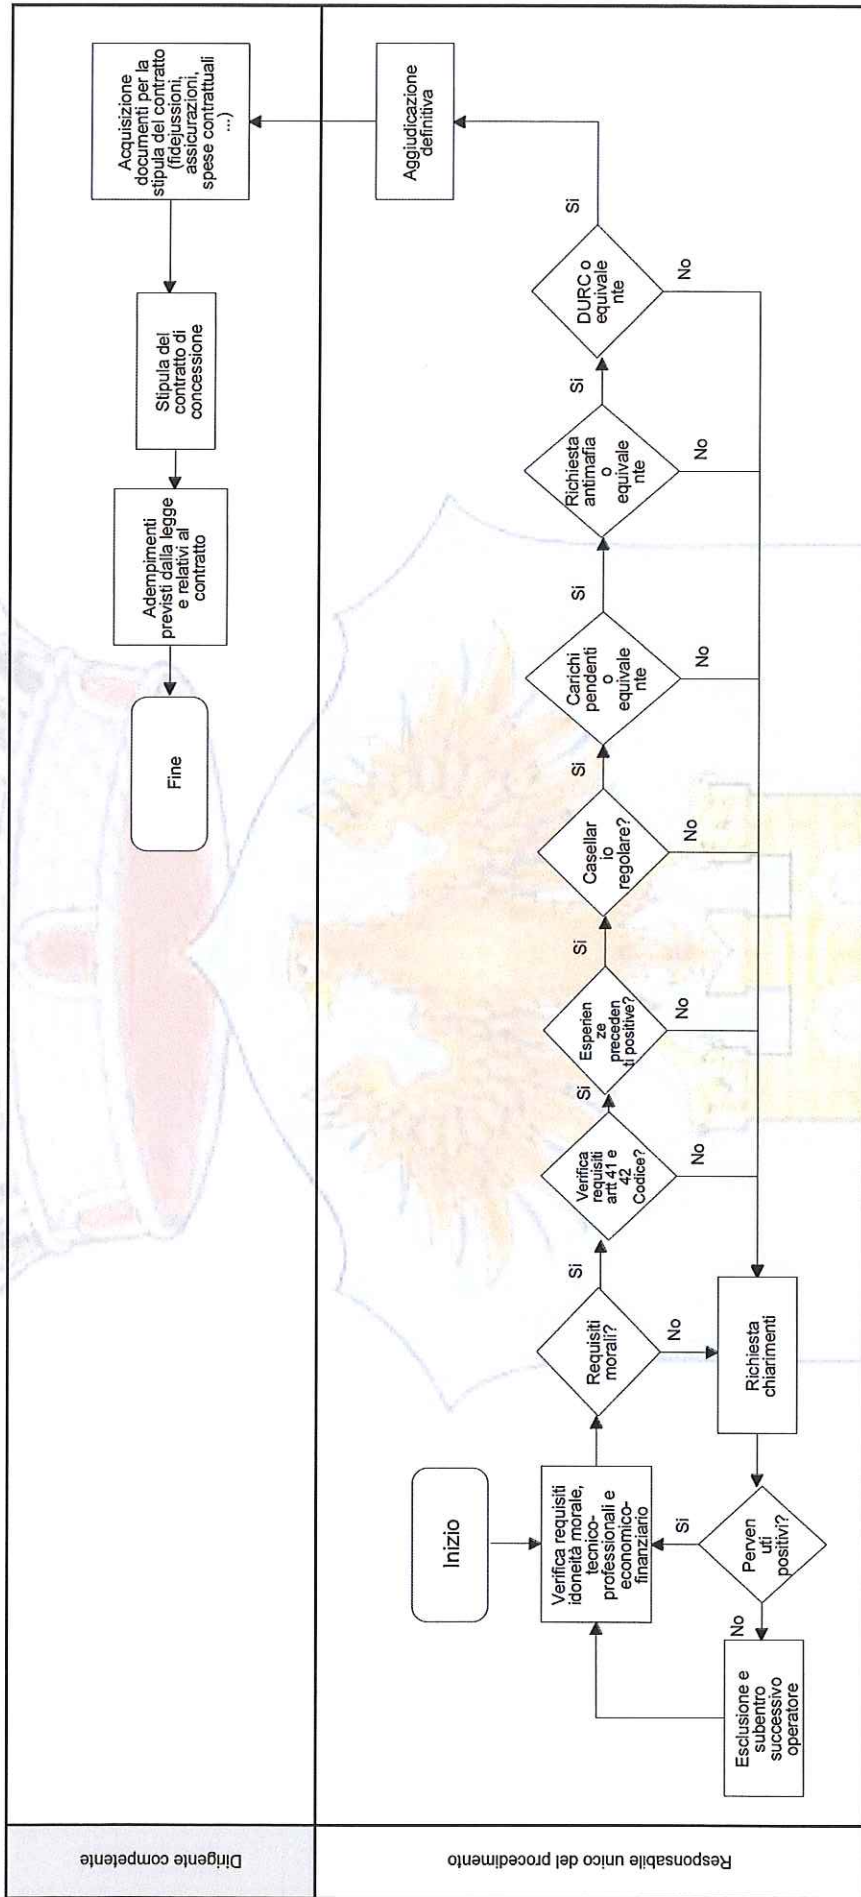 Dirigente competente
Acquisizione
documenti per la
stipula del contratto
(fidejussioni,
assicurazioni,
spese contrattuali
...)
Stipula del
contratto di
concessione
Adempimenti
previsti dalla legge
e relativi al
contratto
Fine
Responsabile unico del procedimento
Inizio
Verifica requisiti
idoneità morale,
tecnico-
professionali e
economico-
finanziario
Requisiti
morali?
Si
No
Verifica
requisiti
artt 41 e
42
Codice?
Si
No
Esperien
ze
preceden
ti positive?
Si
No
Casellar
io
regolare?
Si
No
Carichi
pendenti
o
equivale
nte
Si
No
Richiesta
antimafia
o
equivale
nte
Si
No
DURC o
equivale
nte
Si
No
Aggiudicazione
definitiva
Richiesta
chiarimenti
Perven
uti
positivi?
Si
No
Esclusione e
subentro
successivo
operatore